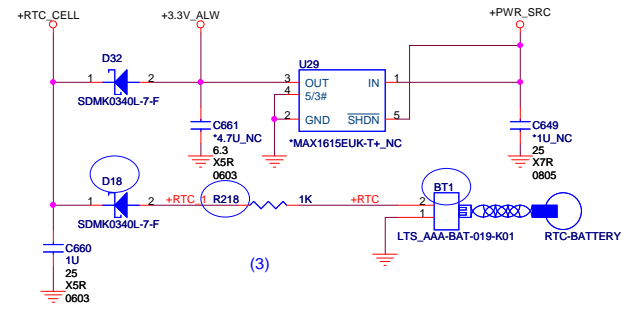 +RTC_CELL
+3.3V_ALW
+PWR_SRC
D32
1 2
SDMK0340L-7-F
U29
3 OUT IN 1
4 5/3#
2 GND SHDN 5
*MAX1615EUK-T+_NC
C661
*4.7U_NC
6.3
X5R
0603
C649
*1U_NC
25
X7R
0805
D18
1 2
SDMK0340L-7-F
+RTC_1
R218
1K
+RTC
BT1
2
1
LTS_AAA-BAT-019-K01
RTC-BATTERY
C660
1U
25
X5R
0603
(3)